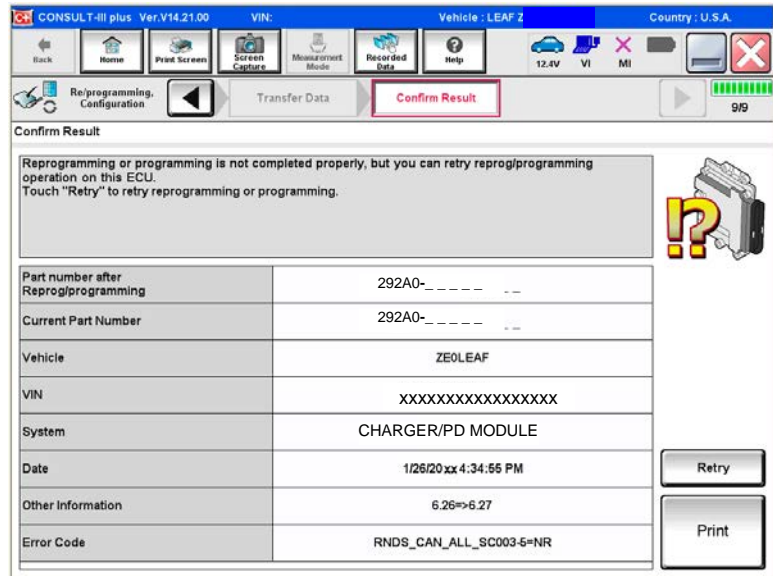 C+ CONSULT-III plus Ver.V14.21.00 VIN: Vehicle : LEAF Z Country : U.S.A.
Back Home Print Screen Screen Capture Measurement Mode Recorded Data Help 12.4V VI MI
Re/programming, Configuration Transfer Data Confirm Result 9/9
Confirm Result
Reprogramming or programming is not completed properly, but you can retry reprog/programming
operation on this ECU.
Touch "Retry" to retry reprogramming or programming.
!?
Part number after
Reprog/programming
292A0-_ _ _ _ _ _ _
Current Part Number 292A0-_ _ _ _ _ _ _
Vehicle ZE0LEAF
VIN XXXXXXXXXXXXXXXXX
System CHARGER/PD MODULE
Date 1/26/20xx 4:34:55 PM
Retry
Other Information 6.26=>6.27
Print
Error Code RNDS_CAN_ALL_SC003-5=NR